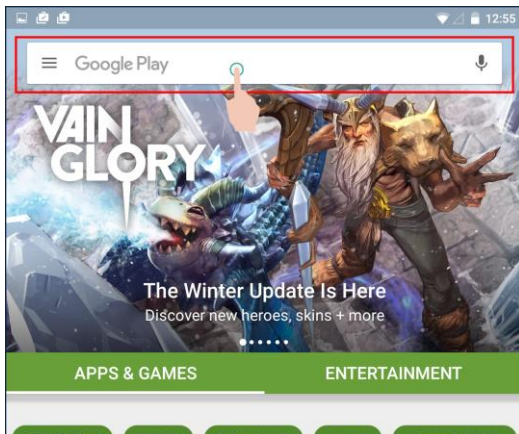 12:55
Google Play
VAIN
GLORY
The Winter Update Is Here
Discover new heroes, skins + more
APPS & GAMES
ENTERTAINMENT